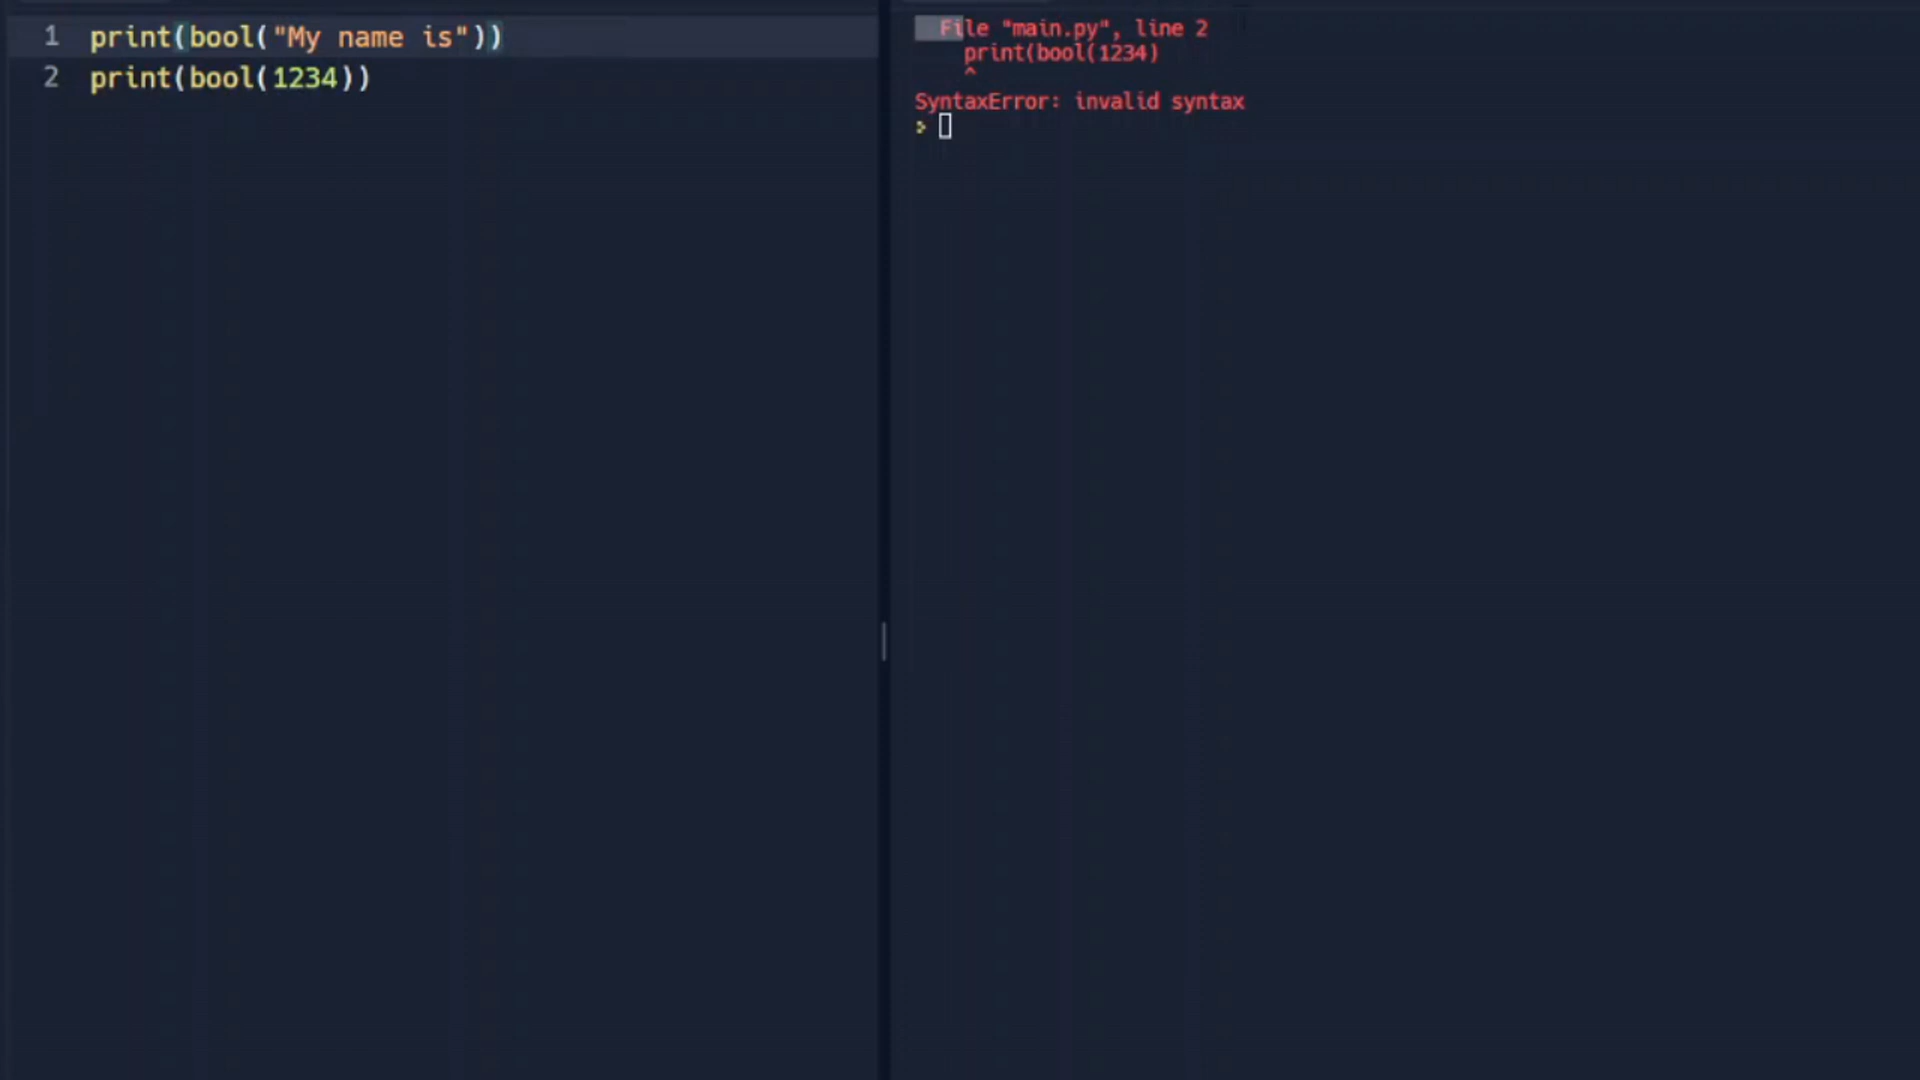 1 print(bool("My name is"))
2 print(bool(1234))
File "main.py", line 2
print(bool(1234)
^
SyntaxError: invalid syntax
>